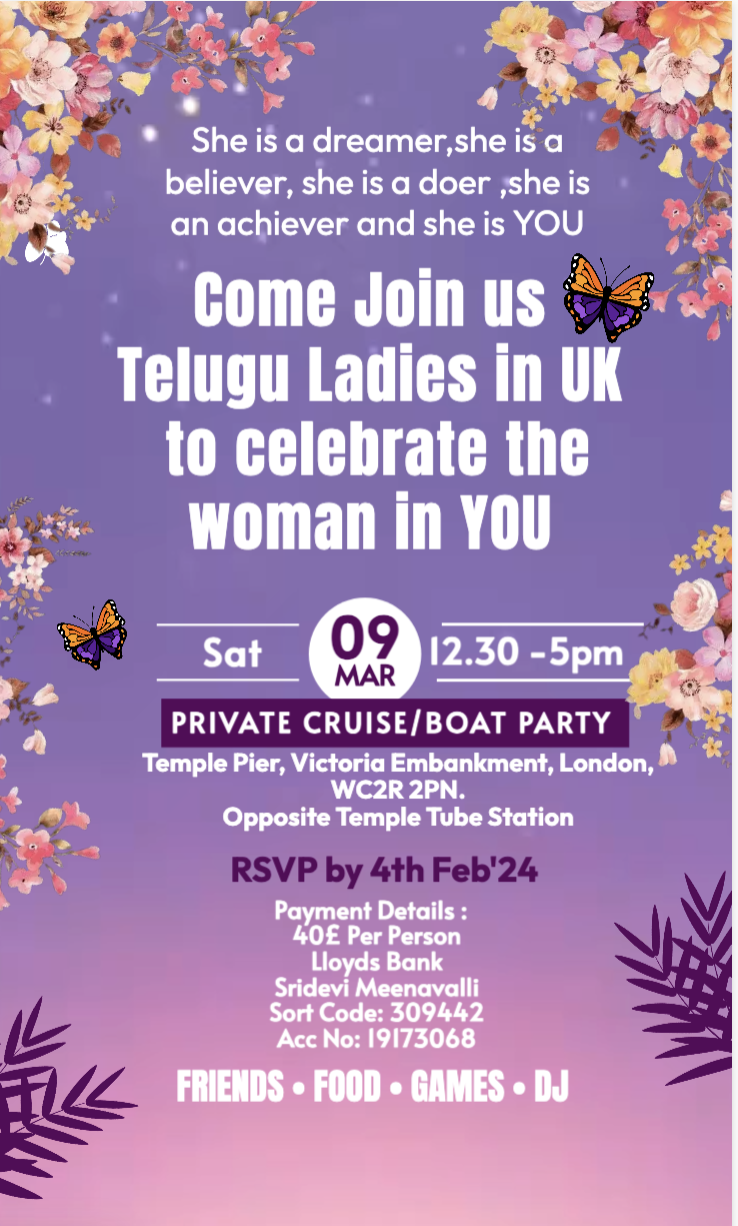 She is a dreamer,she is a
believer, she is a doer ,she is
an achiever and she is YOU
Come Join us
Telugu Ladies in UK
to celebrate the
woman in YOU
Sat
09
MAR
12.30 -5pm
PRIVATE CRUISE/BOAT PARTY
Temple Pier, Victoria Embankment, London,
WC2R 2PN.
Opposite Temple Tube Station
RSVP by 4th Feb'24
Payment Details :
40£ Per Person
Lloyds Bank
Sridevi Meenavalli
Sort Code: 309442
Acc No: 19173068
FRIENDS • FOOD • GAMES • DJ